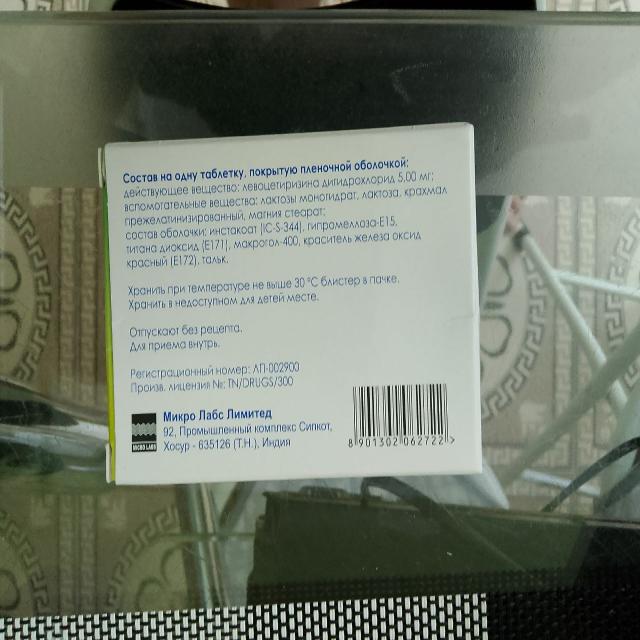 Состав на одну таблетку, покрытую пленочной оболочкой:
действующее вещество: левоцетиризина дигидрохлорид 5,00 мг;
вспомогательные вещества: лактозы моногидрат, лактоза, крахмал
прежелатинизированный, магния стеарат;
состав оболочки: инстакоат (IC-S-344), гипромеллоза-Е15,
титана диоксид (Е171), макрогол-400, краситель железа оксид
красный (Е172), тальк.
Хранить при температуре не выше 30 °С блистер в пачке.
Хранить в недоступном для детей месте.
Отпускают без рецепта.
Для приема внутрь.
Регистрационный номер: ЛП-002900
Произв. лицензия №: TN/DRUGS/300
Микро Лабс Лимитед
92, Промышленный комплекс Сипкот,
Хосур - 635126 (Т.Н.), Индия
MICRO LABS
8 901302 062722 >